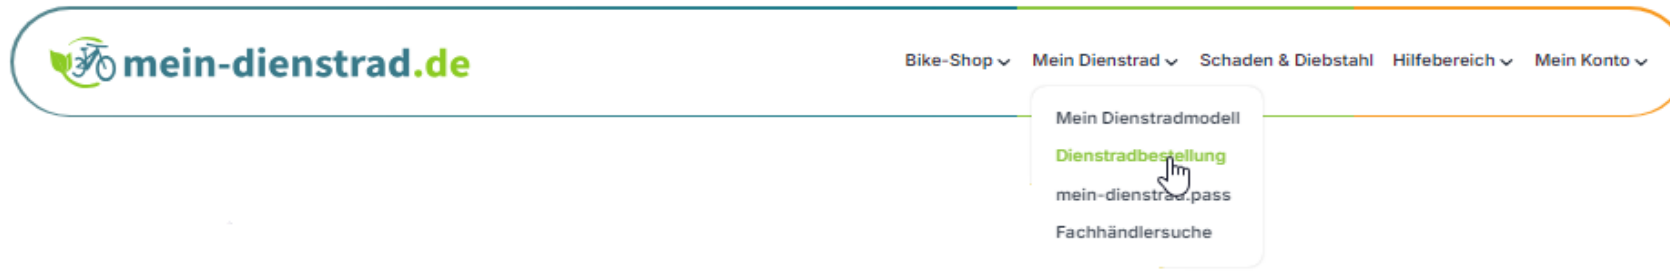 mein-dienstrad.de
Bike-Shop Mein Dienstrad Schaden & Diebstahl Hilfebereich Mein Konto
Mein Dienstradmodell
Dienstradbestellung
mein-dienstrad.pass
Fachhändlersuche